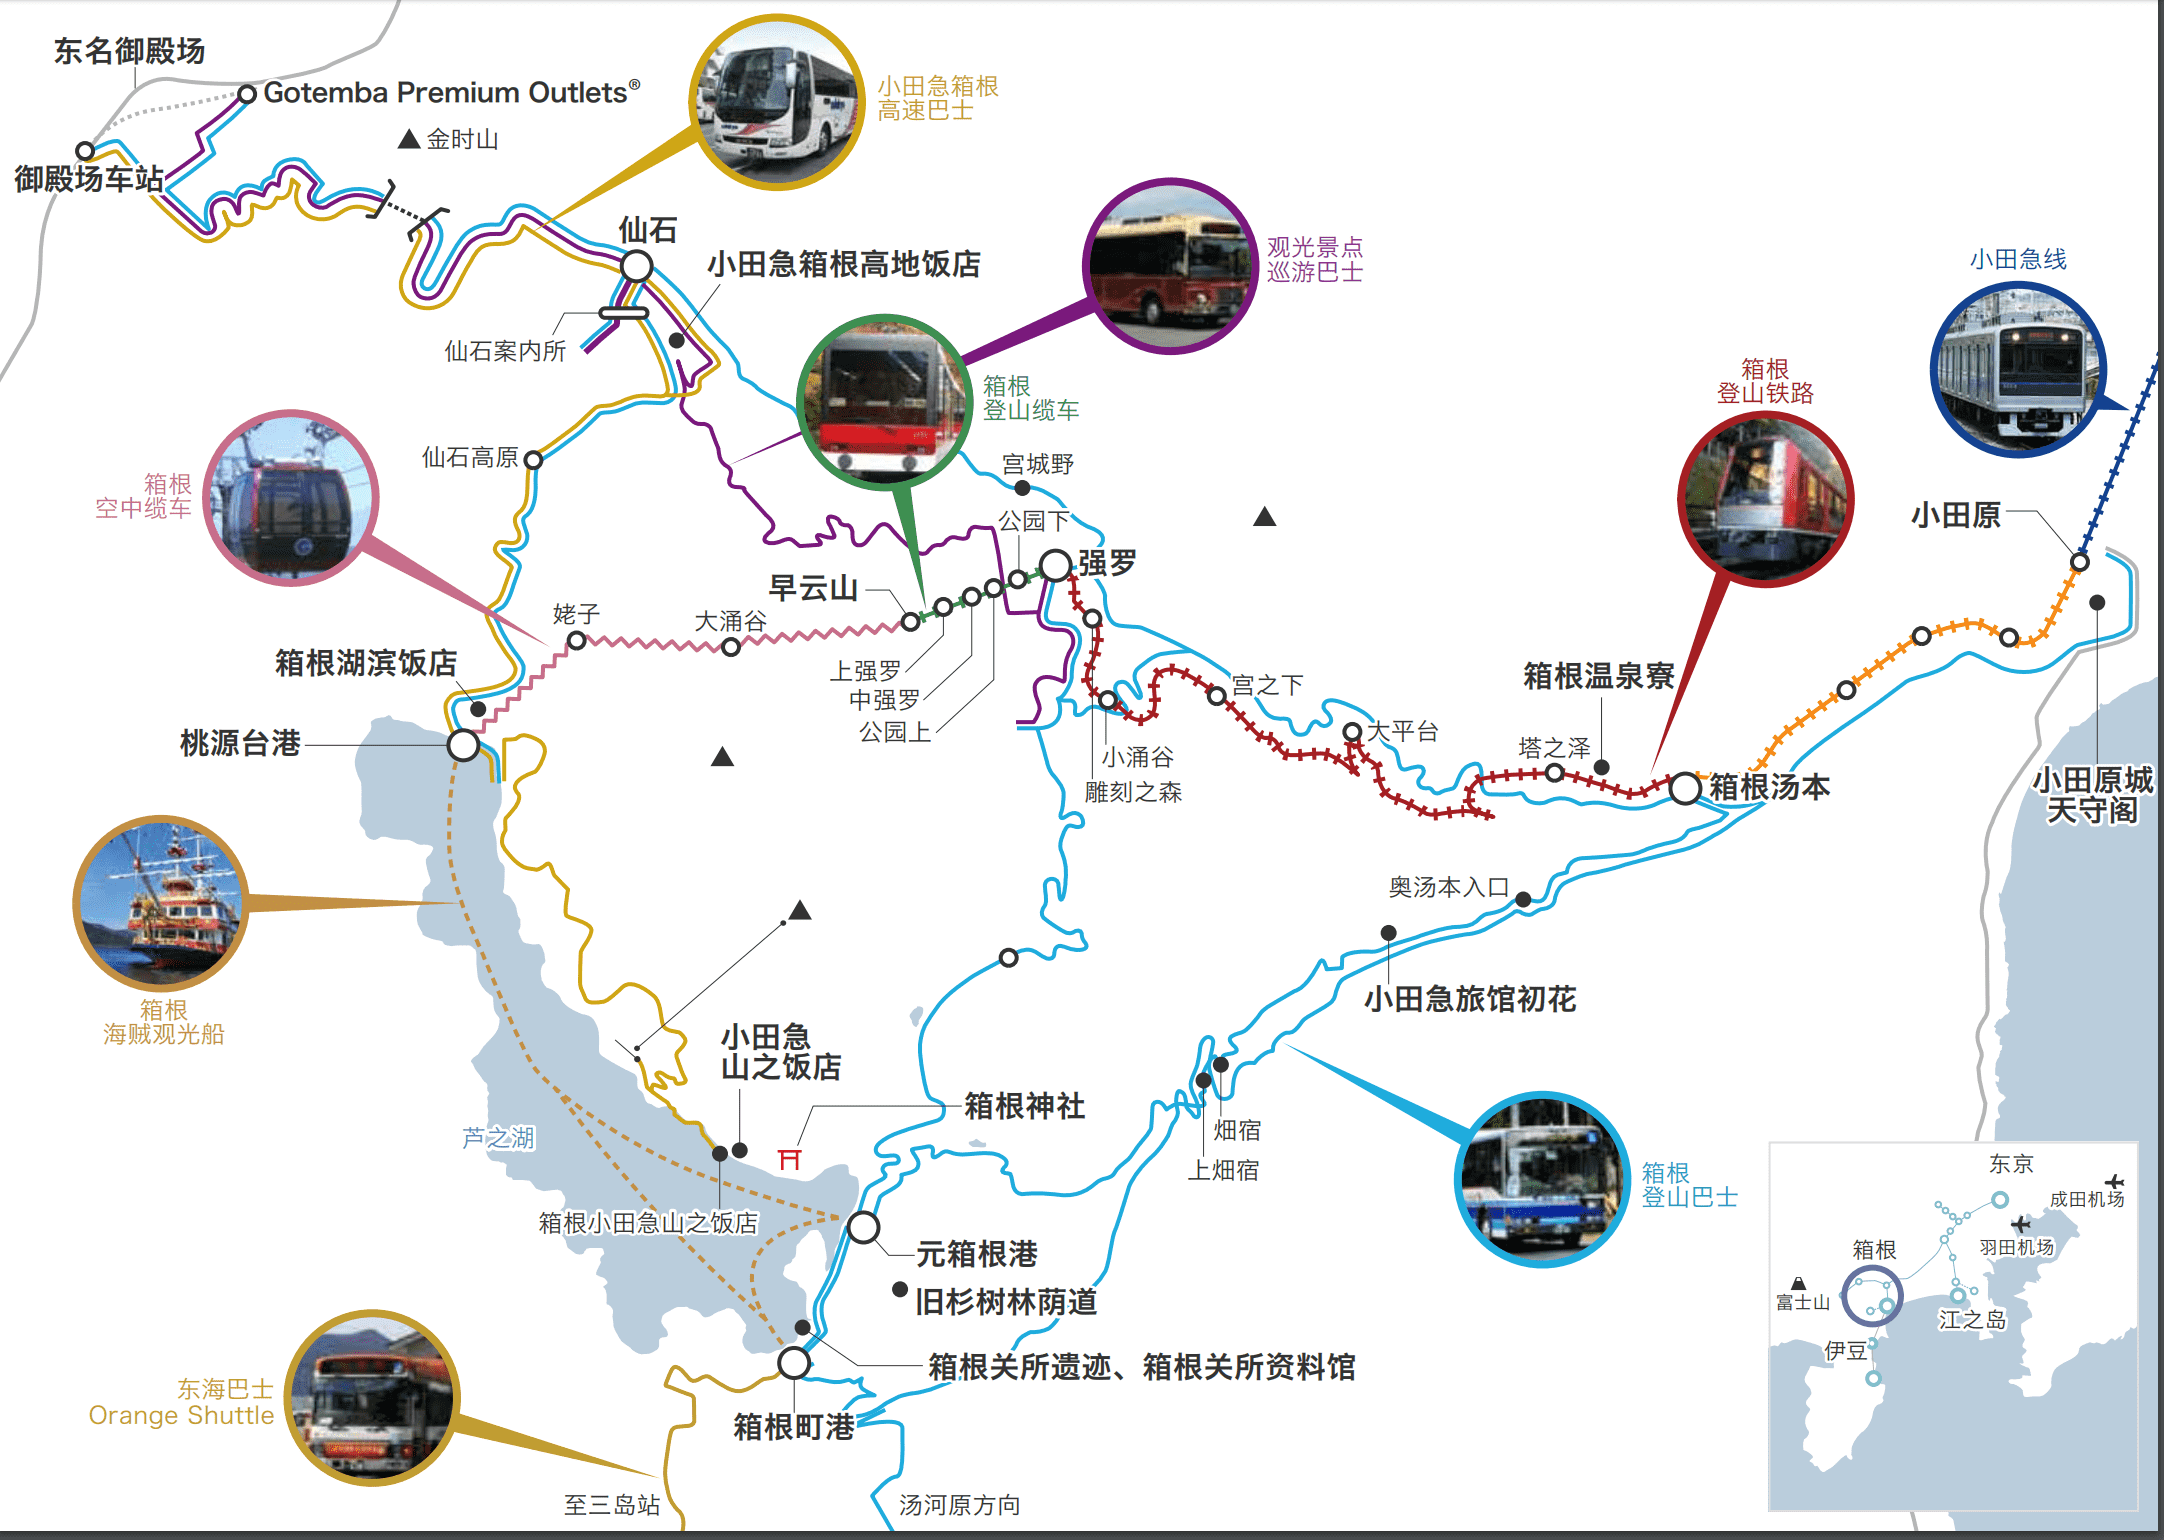 东名御殿场
Gotemba Premium Outlets®
金时山
御殿场车站
小田急箱根
高速巴士
仙石
小田急箱根高地饭店
观光景点
巡游巴士
小田急线
仙石案内所
箱根
登山缆车
箱根
登山铁路
仙石高原
宫城野
箱根
空中缆车
公园下
小田原
强罗
早云山
姥子
大涌谷
箱根湖滨饭店
上强罗
中强罗
公园上
宫之下
箱根温泉寮
桃源台港
大平台
塔之泽
小涌谷
雕刻之森
箱根汤本
小田原城
天守阁
奥汤本入口
小田急旅馆初花
箱根
海贼观光船
小田急
山之饭店
箱根神社
芦之湖
畑宿
上畑宿
箱根
登山巴士
箱根小田急山之饭店
元箱根港
旧杉树林荫道
箱根关所遗迹、箱根关所资料馆
东海巴士
Orange Shuttle
箱根町港
至三岛站
汤河原方向
东京
成田机场
羽田机场
箱根
富士山
江之岛
伊豆